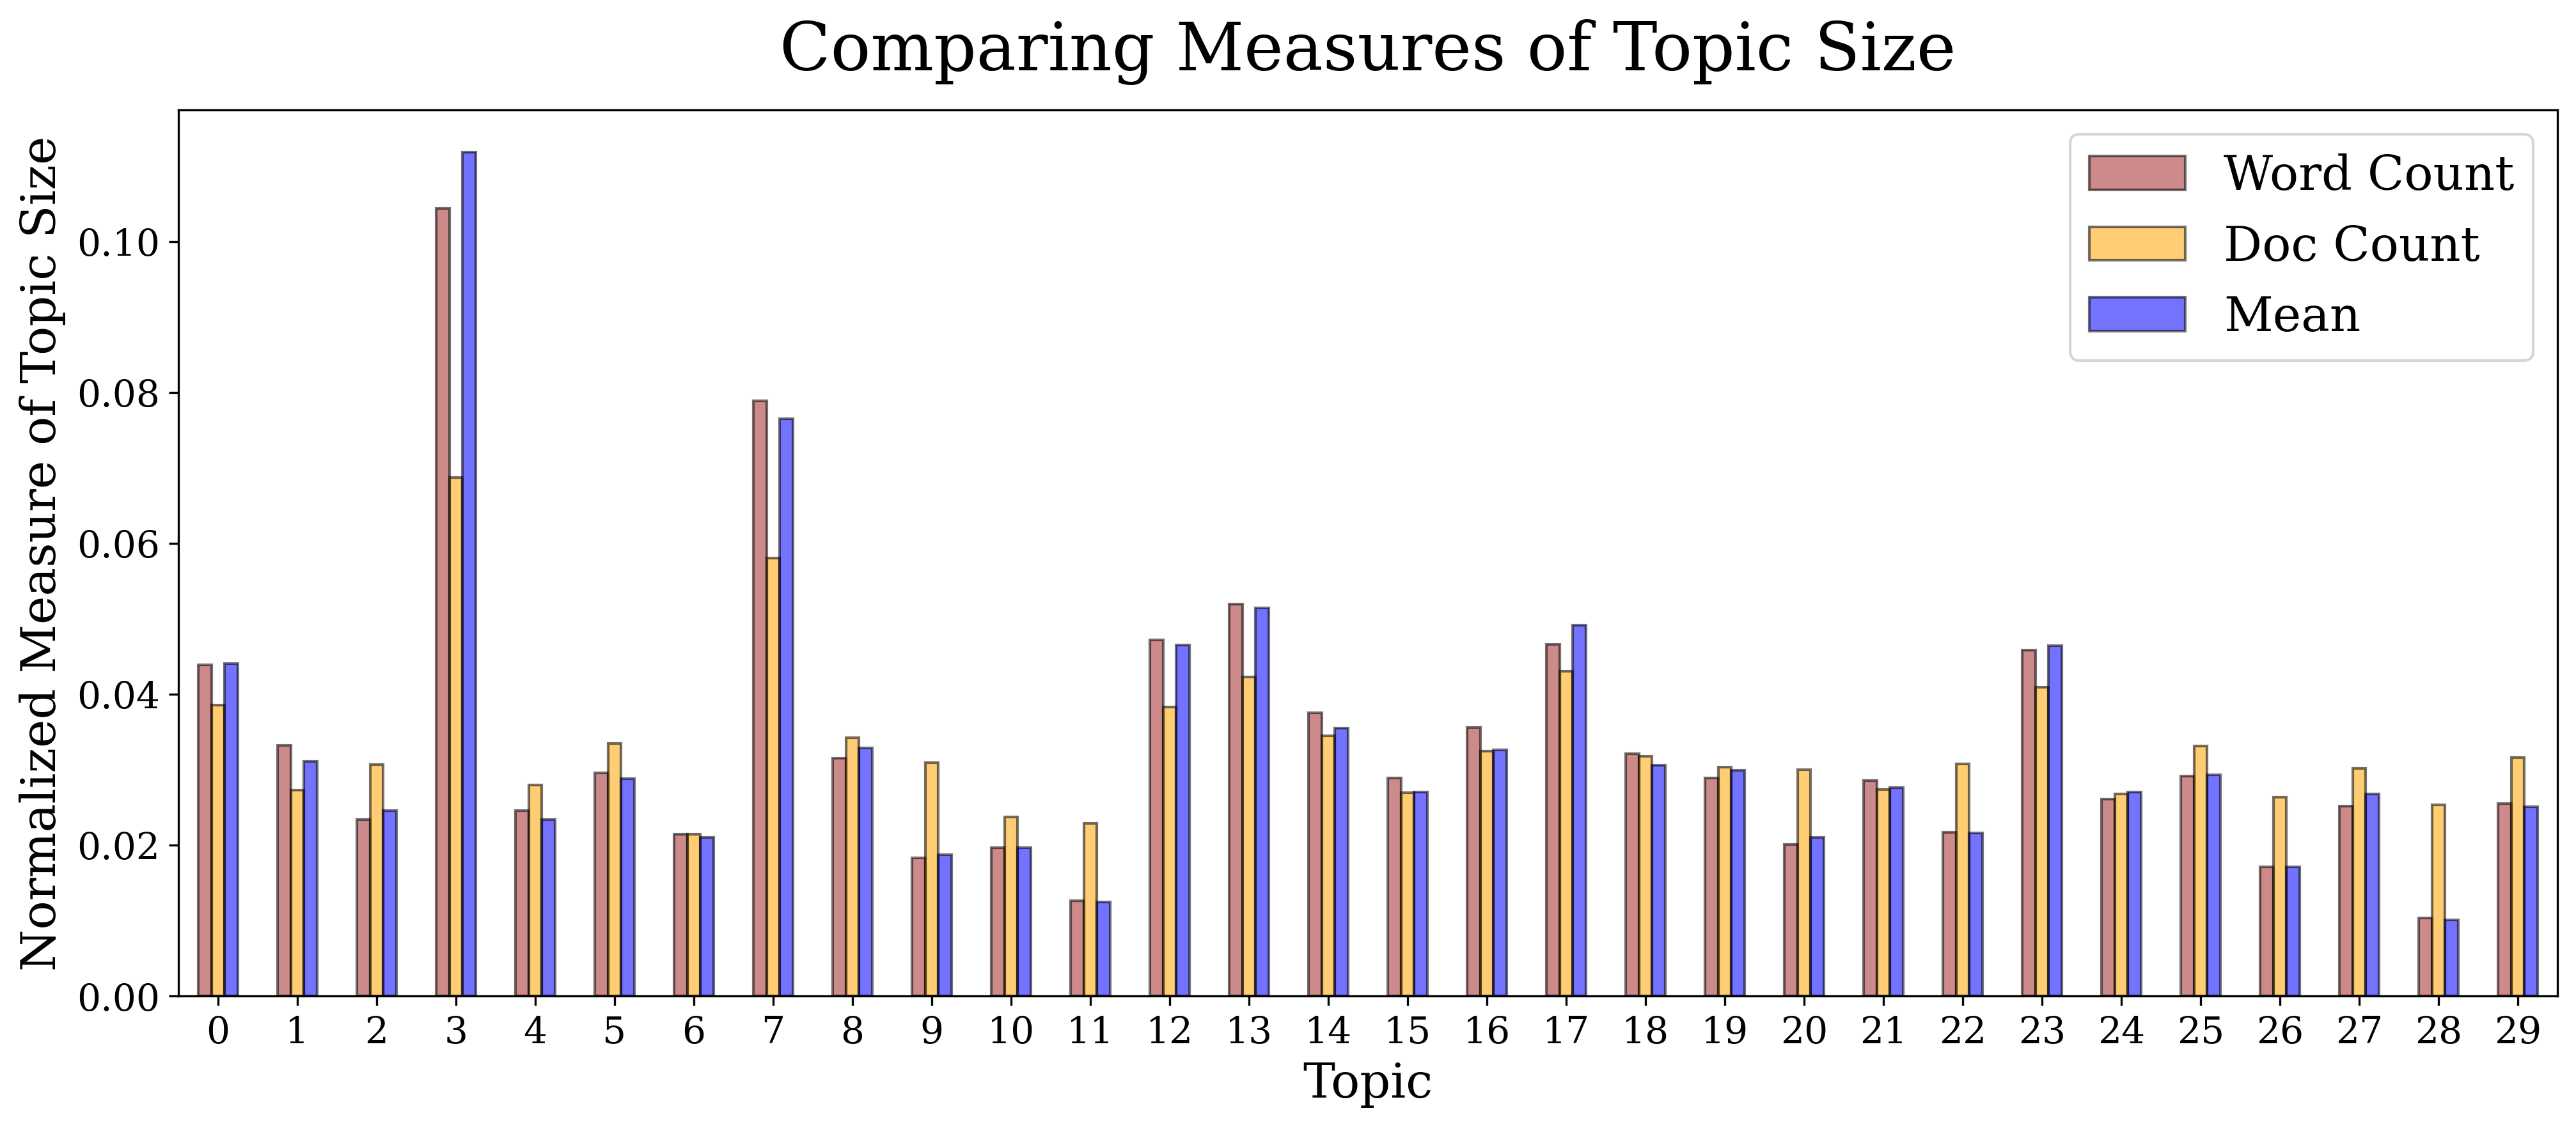 Comparing Measures of Topic Size
Normalized Measure of Topic Size
0.10
0.08
0.06
0.04
0.02
0.00
Word Count
Doc Count
Mean
0 1 2 3 4 5 6 7 8 9 10 11 12 13 14 15 16 17 18 19 20 21 22 23 24 25 26 27 28 29
Topic